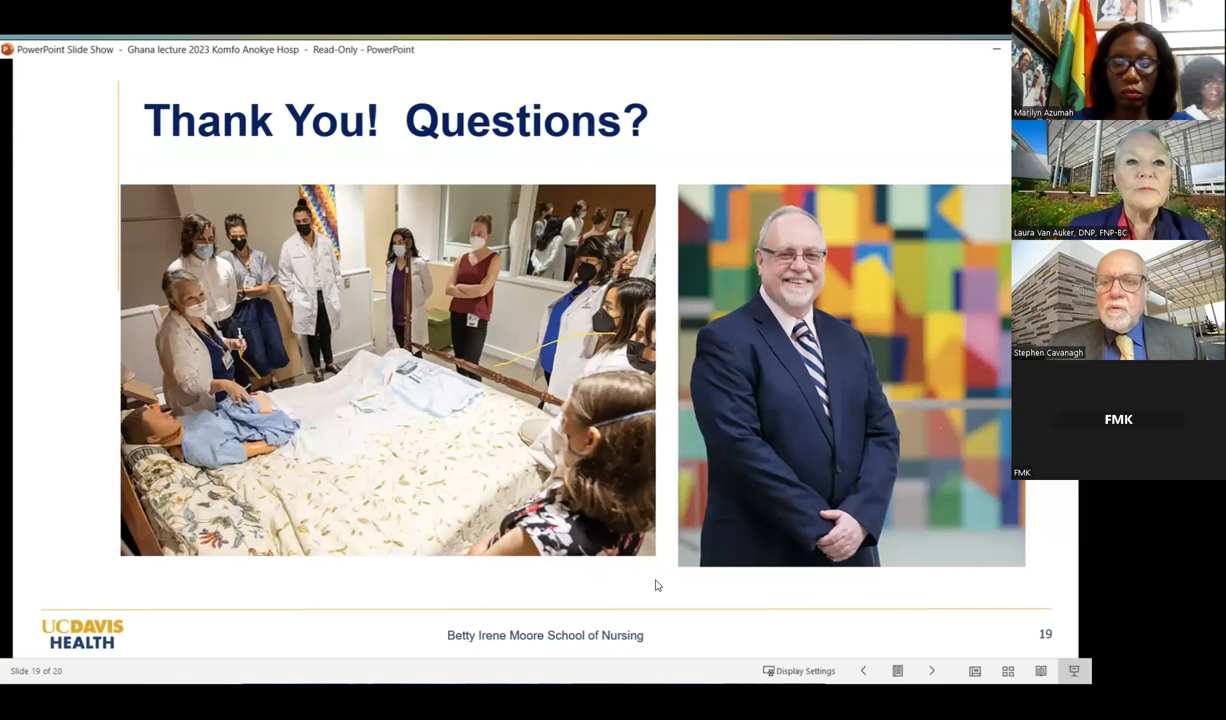 PowerPoint Slide Show - Ghana lecture 2023 Komfo Anokye Hosp - Read-Only - PowerPoint
Thank You! Questions?
Marilyn Azumah
Laura Van Auker, DNP, FNP-BC
Stephen Cavanagh
FMK
FMK
UCDAVIS
HEALTH
Betty Irene Moore School of Nursing
19
Slide 19 of 20
Display Settings